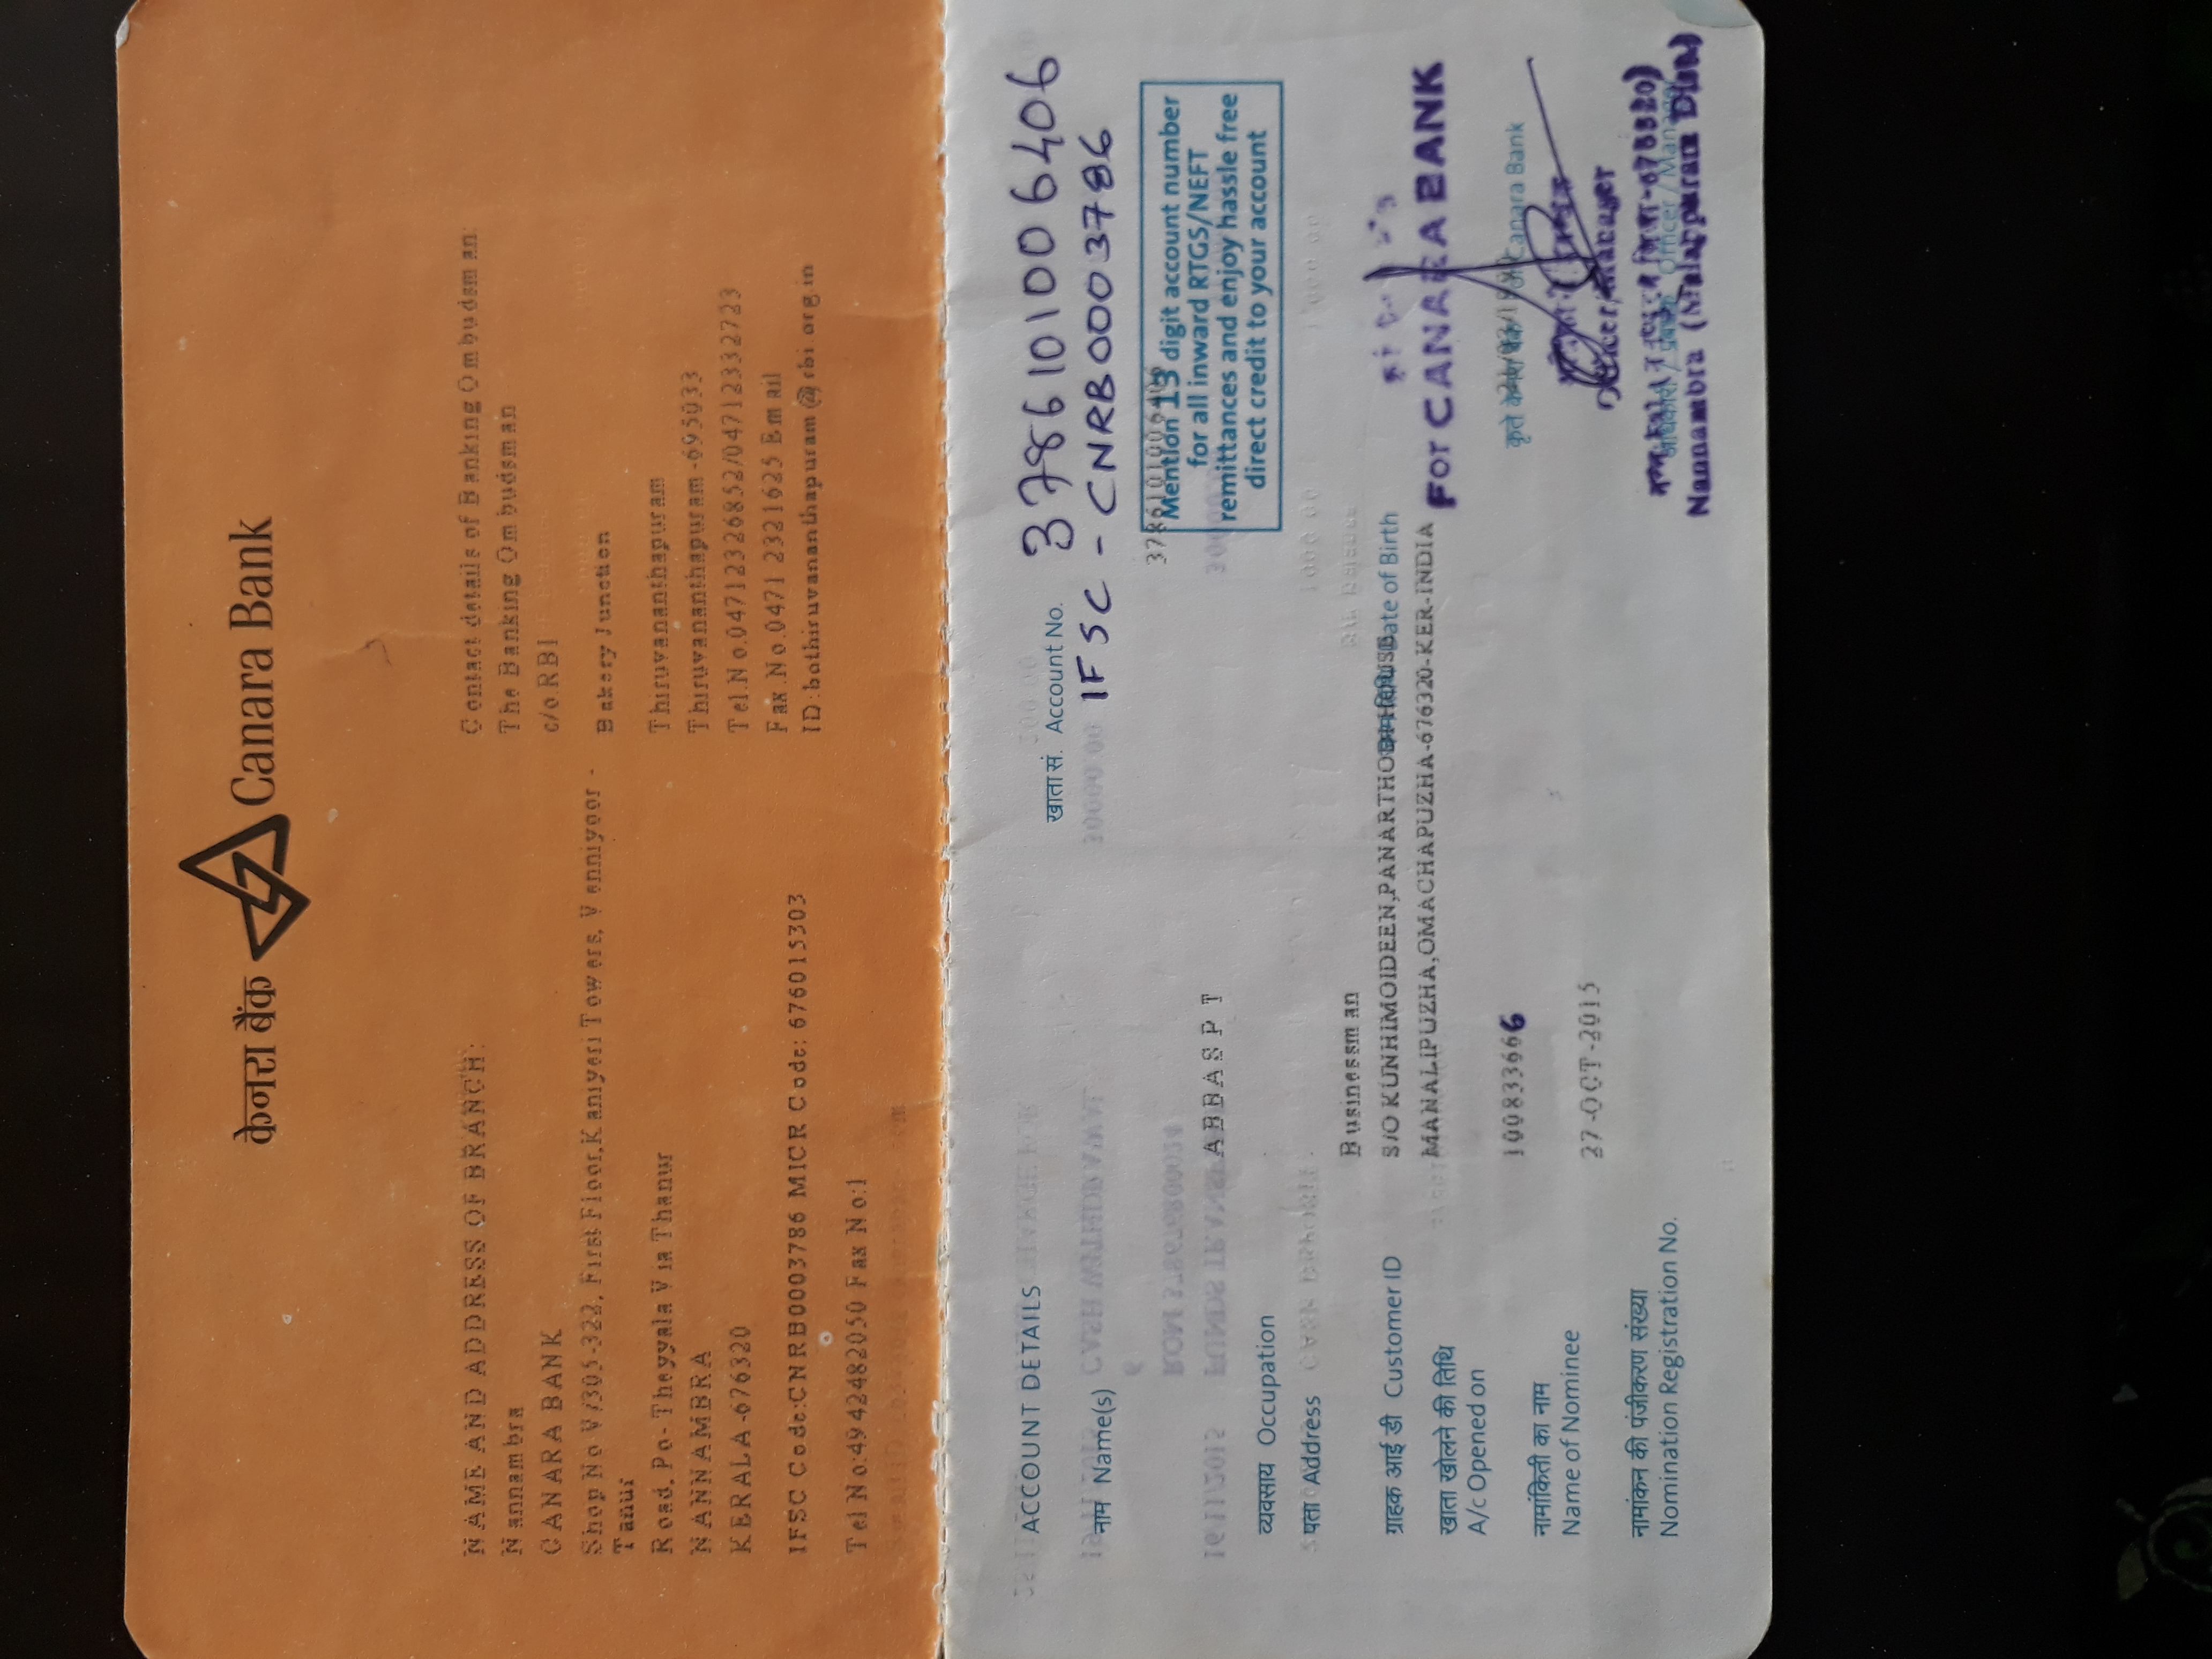 केनरा बैंक Canara Bank
NAME AND ADDRESS OF BRANCH:
Nannambra
CANARA BANK
Shop No V/305-322, First Floor,Kaniyeri Towers, Venniyoor -
Tanur
Road, Po- Theyyala Via Thanur
NANNAMBRA
KERALA-676320
IFSC Code:CNRB0003786 MICR Code: 676015303
Tel No:4942482050 Fax No:1
Contact details of Banking Ombudsman:
The Banking Ombudsman
c/o RBI
Bakery Junction
Thiruvananthapuram
Thiruvananthapuram -695033
Tel.No.04712326852/04712332723
Fax.No.0471 2321625 Email
ID:bothiruvananthapuram@rbi.org.in
ACCOUNT DETAILS
खाता सं. Account No. 3786101006406
नाम Name(s)
IFSC - CNRB0003786
3786101006406
Mention 13 digit account number
for all inward RTGS/NEFT
remittances and enjoy hassle free
direct credit to your account
ABBAS P T
व्यवसाय Occupation
पता Address
Businessman
ग्राहक आई डी Customer ID
S/O KUNHIMOIDEEN,PANARTHODI HOUSE
Date of Birth
MANALIPUZHA,OMACHAPUZHA-676320-KER-INDIA
For CANARA BANK
खाता खोलने की तिथि
A/c Opened on
1008336666
कृते केनरा बैंक Canara Bank
नामांकिती का नाम
Name of Nominee
27-OCT-2015
Officer/Manager
नामांकन की पंजीकरण संख्या
Nomination Registration No.
अधिकारी / प्रबंधक Officer / Manager
Nannambra (Malappuram Dist.)